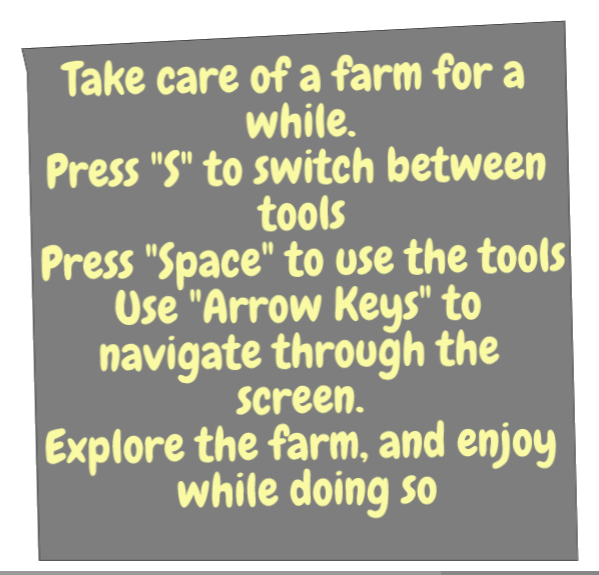 Take care of a farm for a
while.
Press "S" to switch between
tools
Press "Space" to use the tools
Use "Arrow Keys" to
navigate through the
screen.
Explore the farm, and enjoy
while doing so